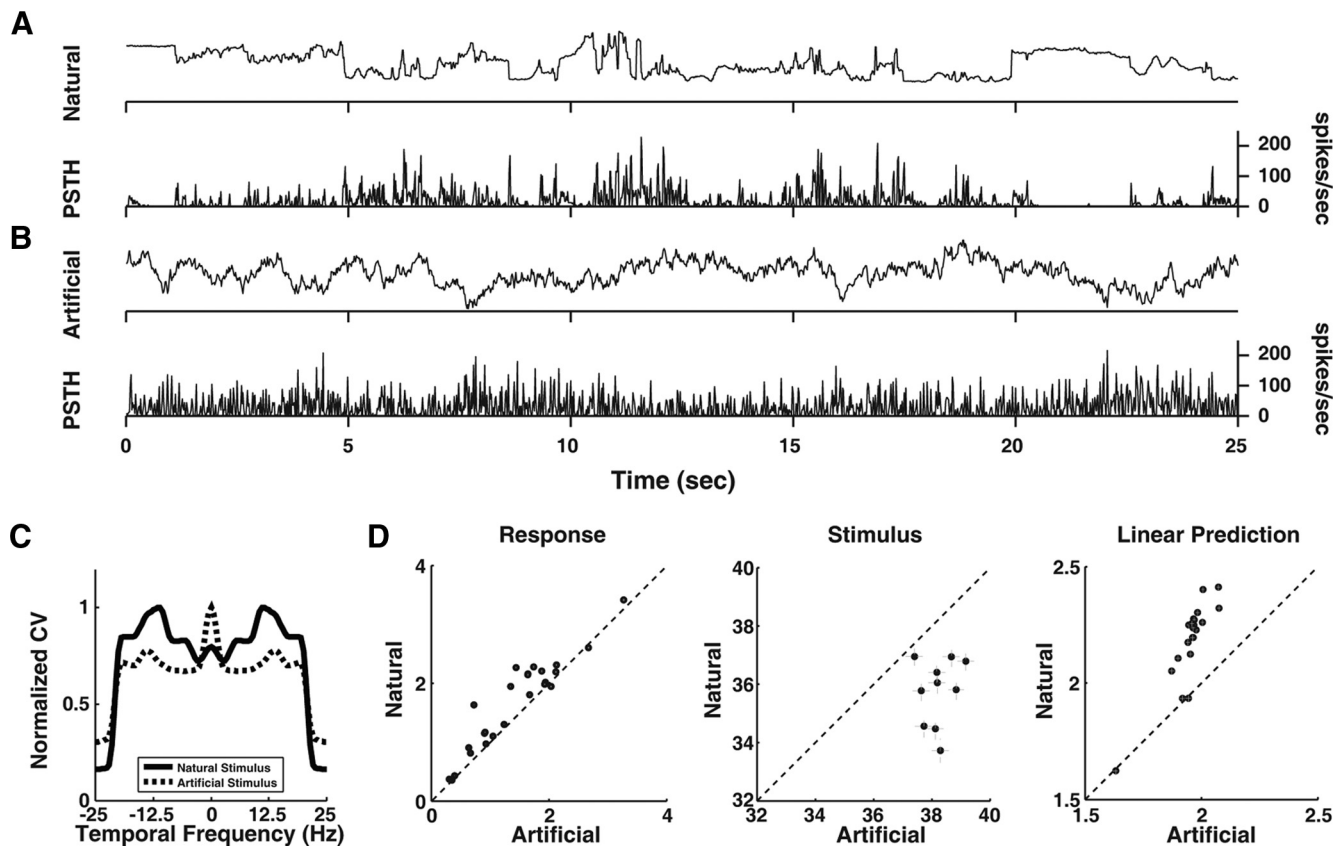 A
Natural
PSTH
spikes/sec
200
100
0
B
Artificial
PSTH
spikes/sec
200
100
0
0 5 10 15 20 25
Time (sec)
C
Normalized CV
1
0
Natural Stimulus
Artificial Stimulus
-25 -12.5 0 12.5 25
Temporal Frequency (Hz)
D
Response
Natural
4
2
0
0 2 4
Artificial
Stimulus
Natural
40
38
36
34
32
32 34 36 38 40
Artificial
Linear Prediction
Natural
2.5
2
1.5
1.5 2 2.5
Artificial